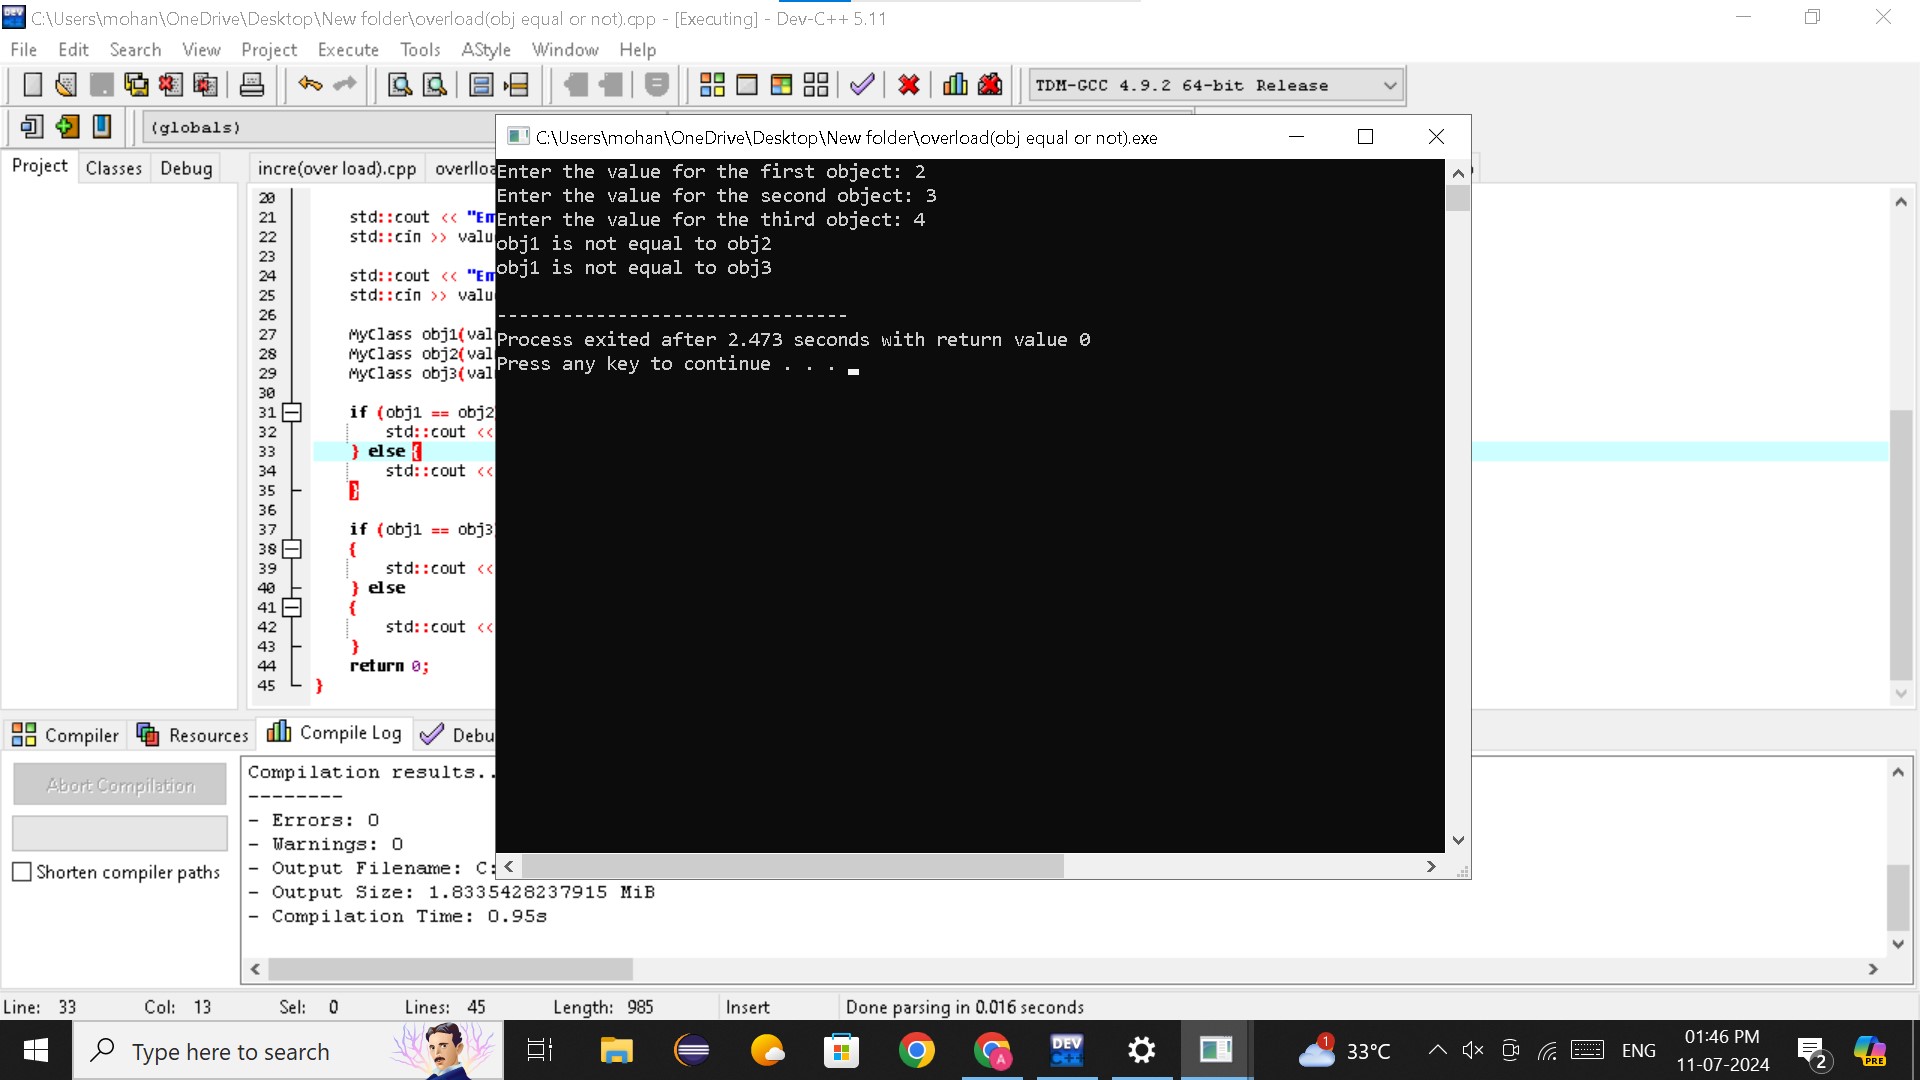 C:\Users\mohan\OneDrive\Desktop\New folder\overload(obj equal or not).cpp - [Executing] - Dev-C++ 5.11
File Edit Search View Project Execute Tools AStyle Window Help
TDM-GCC 4.9.2 64-bit Release
(globals)
Project Classes Debug
incre(over load).cpp
C:\Users\mohan\OneDrive\Desktop\New folder\overload(obj equal or not).exe
Enter the value for the first object: 2
Enter the value for the second object: 3
Enter the value for the third object: 4
obj1 is not equal to obj2
obj1 is not equal to obj3
-------------------------------
Process exited after 2.473 seconds with return value 0
Press any key to continue . . .
20
21 std::cout << "En
22 std::cin >> valu
23
24 std::cout << "En
25 std::cin >> valu
26
27 MyClass obj1(val
28 MyClass obj2(val
29 MyClass obj3(val
30
31 if (obj1 == obj2
32 std::cout <<
33 } else {
34 std::cout <<
35 }
36
37 if (obj1 == obj3
38 {
39 std::cout <<
40 } else
41 {
42 std::cout <<
43 }
44 return 0;
45 }
Compiler Resources Compile Log Debu
Abort Compilation
Shorten compiler paths
Compilation results..
--------
- Errors: 0
- Warnings: 0
- Output Filename: C:
- Output Size: 1.8335428237915 MiB
- Compilation Time: 0.95s
Line: 33 Col: 13 Sel: 0 Lines: 45 Length: 985 Insert Done parsing in 0.016 seconds
Type here to search
DEV C++
1
33°C
ENG
01:46 PM
11-07-2024
2
PRE